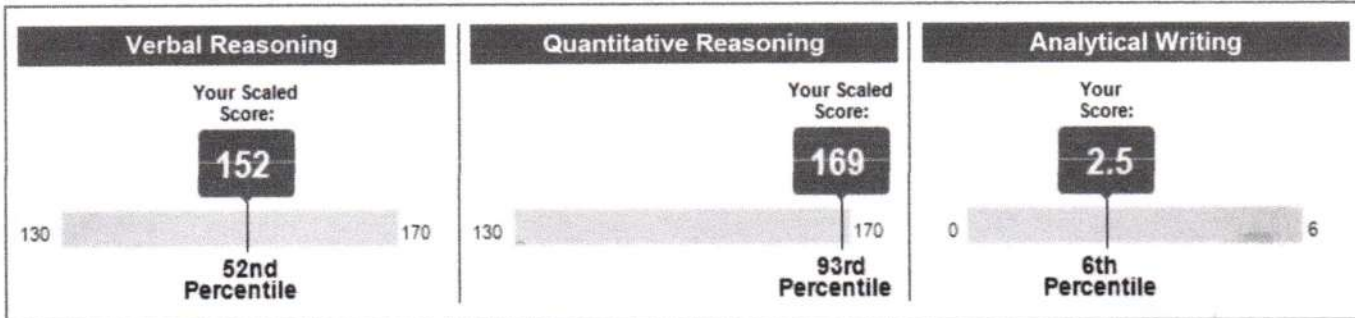 Verbal Reasoning
Your Scaled
Score:
152
130
170
52nd
Percentile
Quantitative Reasoning
Your Scaled
Score:
169
130
170
93rd
Percentile
Analytical Writing
Your
Score:
2.5
0
6
6th
Percentile